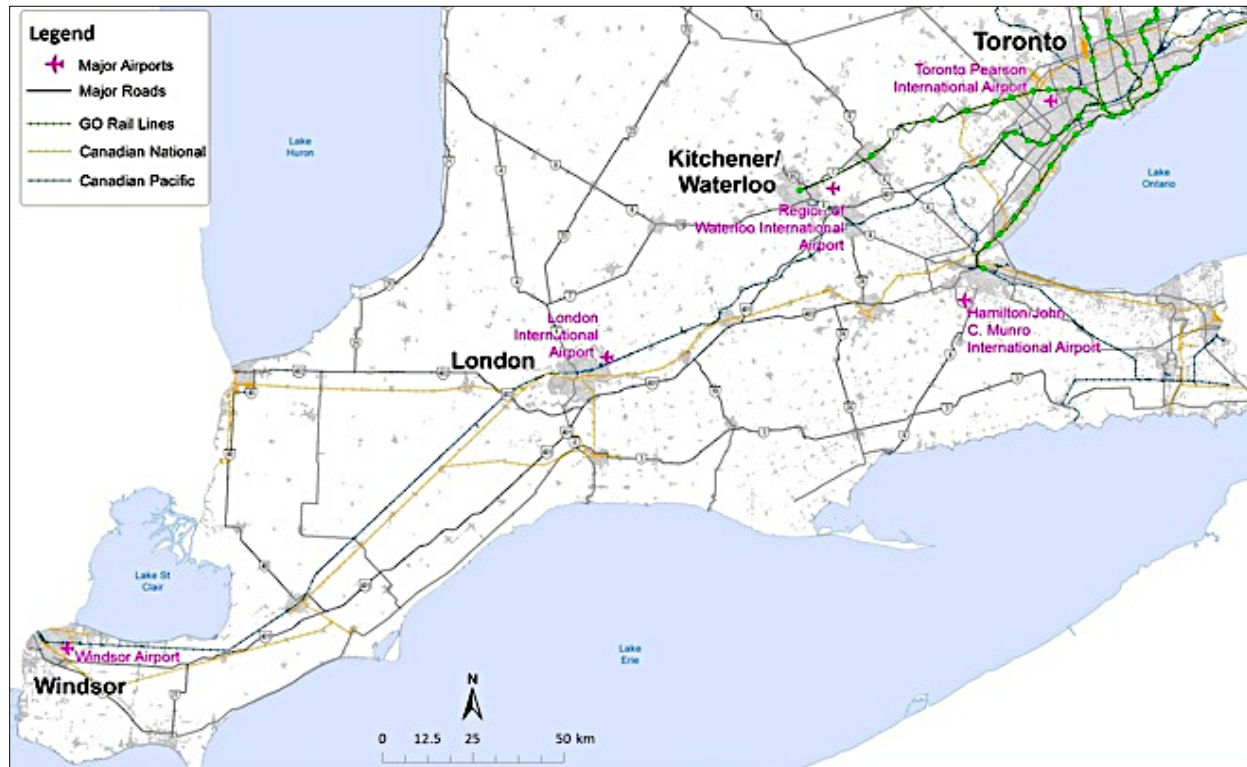 Legend
Major Airports
Major Roads
GO Rail Lines
Canadian National
Canadian Pacific
Toronto
Toronto Pearson
International Airport
Lake
Huron
Kitchener/
Waterloo
Lake
Ontario
Region of
Waterloo International
Airport
London
International
Airport
Hamilton/John
C. Munro
International Airport
London
Lake St
Clair
Lake
Erie
Windsor Airport
Windsor
N
0 12.5 25 50 km